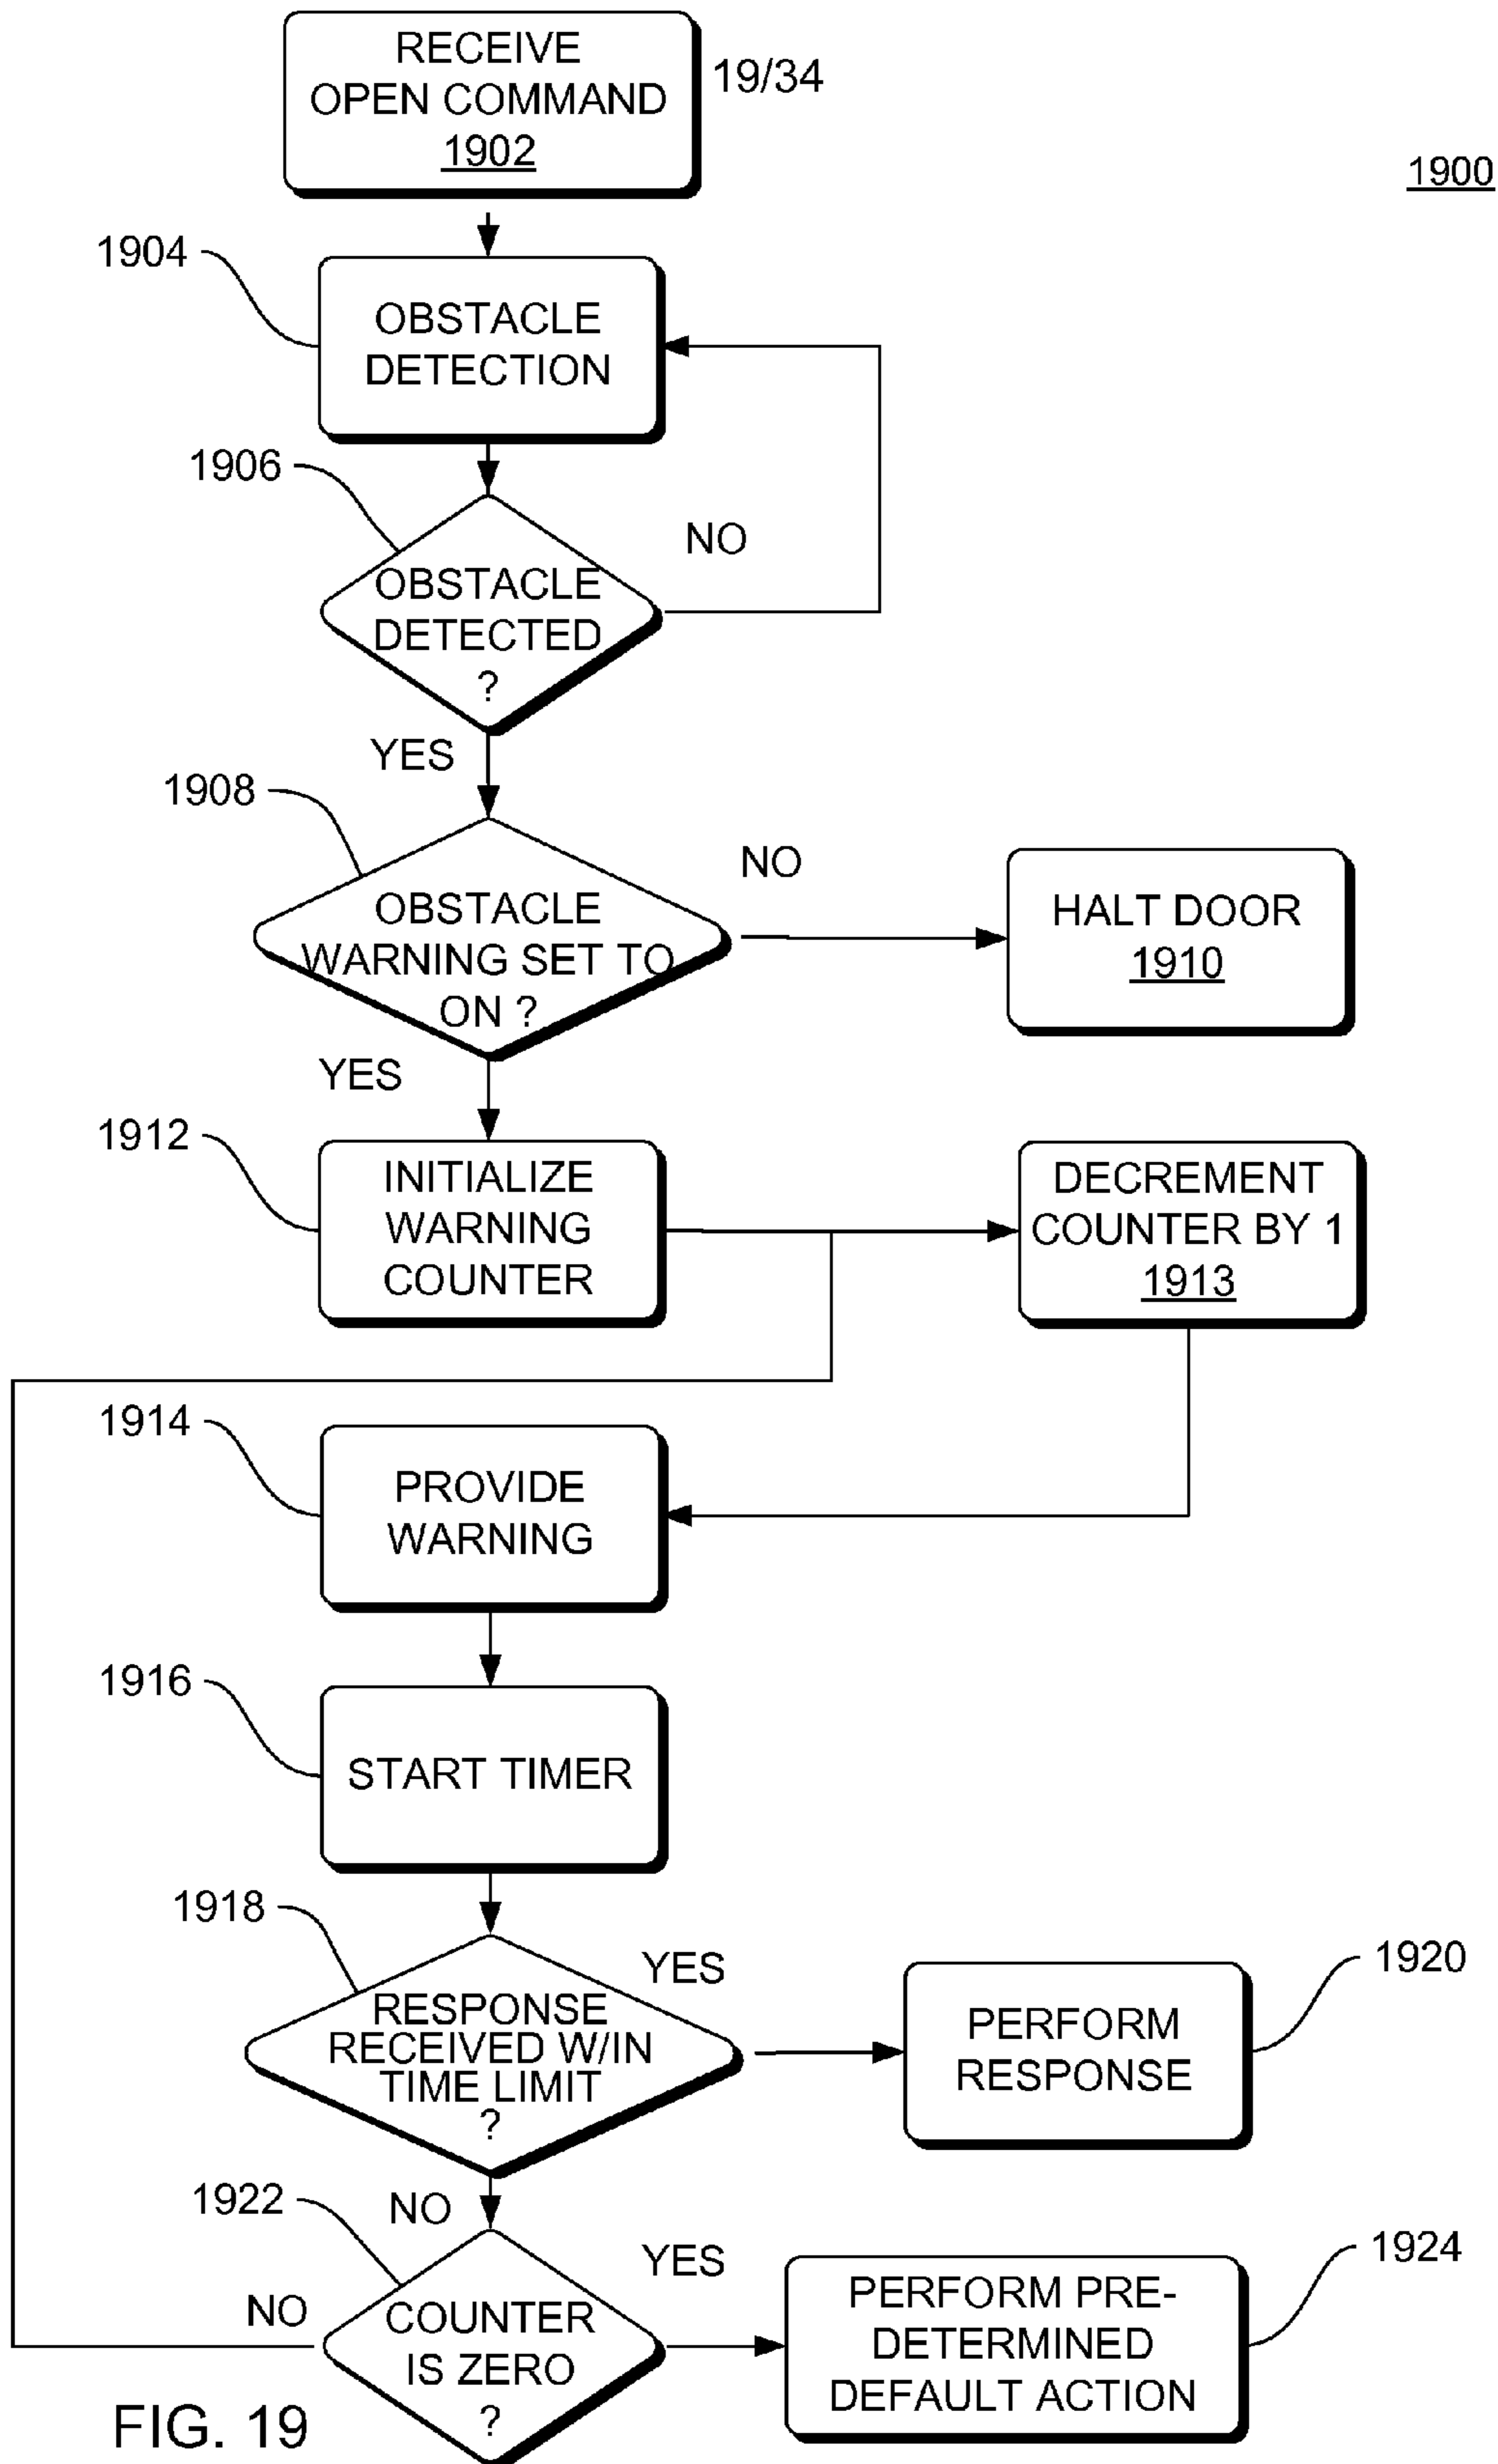 RECEIVE
OPEN COMMAND
1902
19/34
1900
1904
OBSTACLE
DETECTION
1906
NO
OBSTACLE
DETECTED
?
YES
1908
NO
OBSTACLE
WARNING SET TO
ON ?
HALT DOOR
1910
YES
1912
INITIALIZE
WARNING
COUNTER
DECREMENT
COUNTER BY 1
1913
1914
PROVIDE
WARNING
1916
START TIMER
1918
YES
RESPONSE
RECEIVED W/IN
TIME LIMIT
?
1920
PERFORM
RESPONSE
1922
NO
YES
NO
COUNTER
IS ZERO
?
1924
PERFORM PRE-
DETERMINED
DEFAULT ACTION
FIG. 19